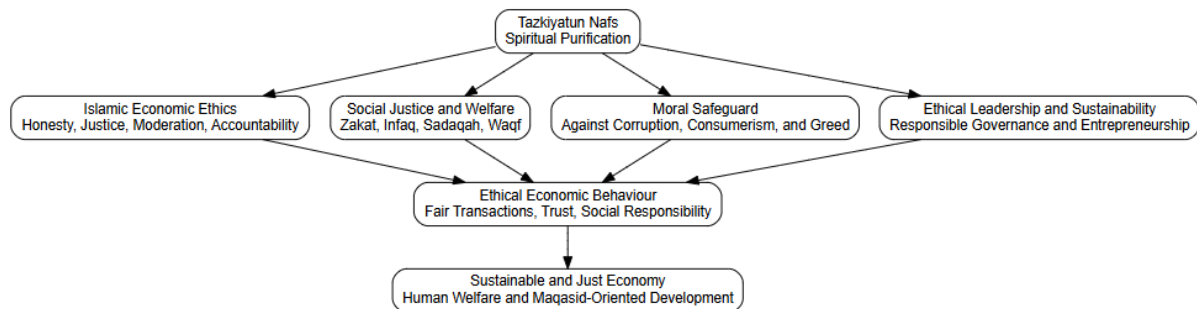 Tazkiyatun Nafs
Spiritual Purification
Islamic Economic Ethics
Honesty, Justice, Moderation, Accountability
Social Justice and Welfare
Zakat, Infaq, Sadaqah, Waqf
Moral Safeguard
Against Corruption, Consumerism, and Greed
Ethical Leadership and Sustainability
Responsible Governance and Entrepreneurship
Ethical Economic Behaviour
Fair Transactions, Trust, Social Responsibility
Sustainable and Just Economy
Human Welfare and Maqasid-Oriented Development